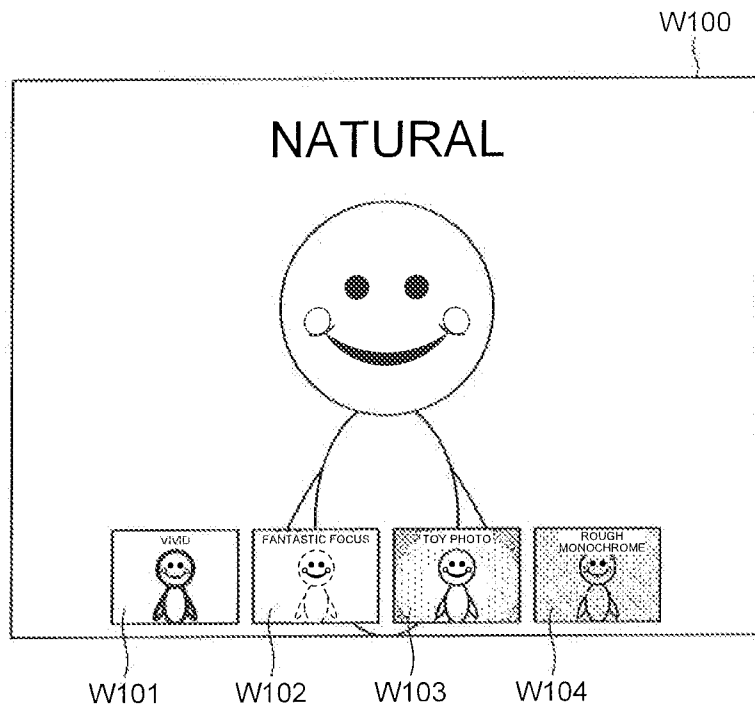 W100
NATURAL
VIVID
FANTASTIC FOCUS
TOY PHOTO
ROUGH
MONOCHROME
W101
W102
W103
W104